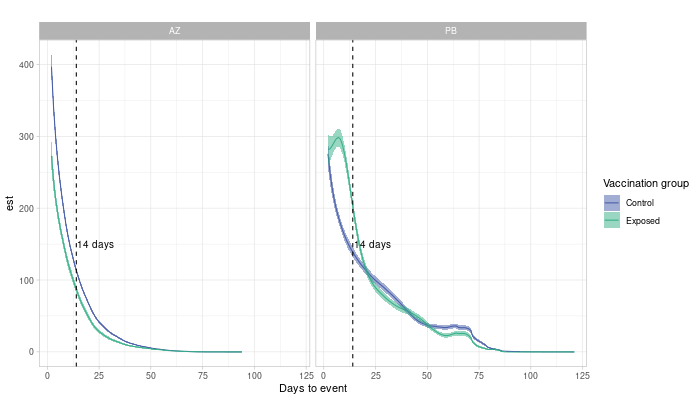 AZ
PB
400
300
200
100
0
est
14 days
14 days
0
25
50
75
100
125
0
25
50
75
100
125
Days to event
Vaccination group
Control
Exposed